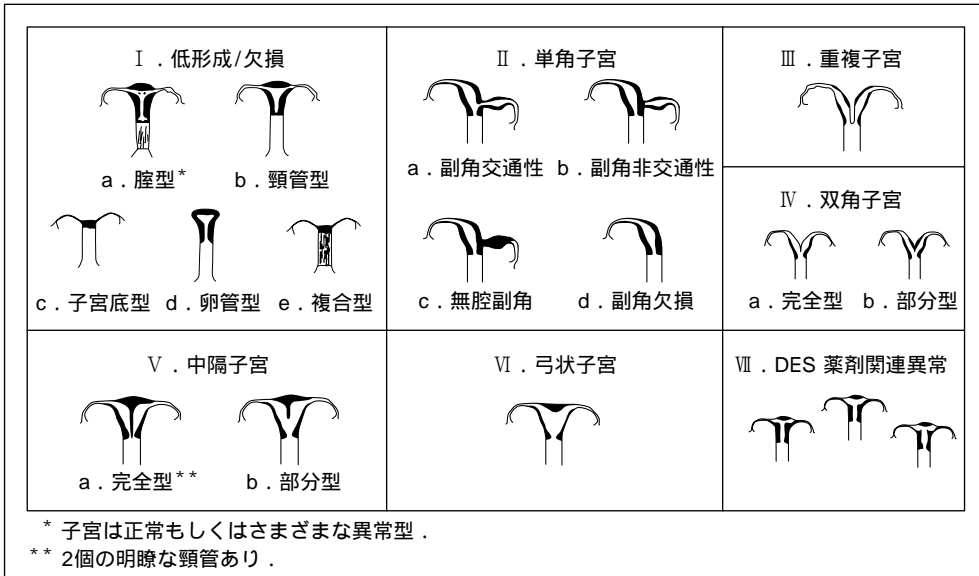 Ⅰ．低形成/欠損
a．腟型*
b．頸管型
c．子宮底型
d．卵管型
e．複合型
Ⅱ．単角子宮
a．副角交通性
b．副角非交通性
c．無腔副角
d．副角欠損
Ⅲ．重複子宮
Ⅳ．双角子宮
a．完全型
b．部分型
Ⅴ．中隔子宮
a．完全型**
b．部分型
Ⅵ．弓状子宮
Ⅶ．DES 薬剤関連異常
* 子宮は正常もしくはさまざまな異常型．
** 2個の明瞭な頸管あり．